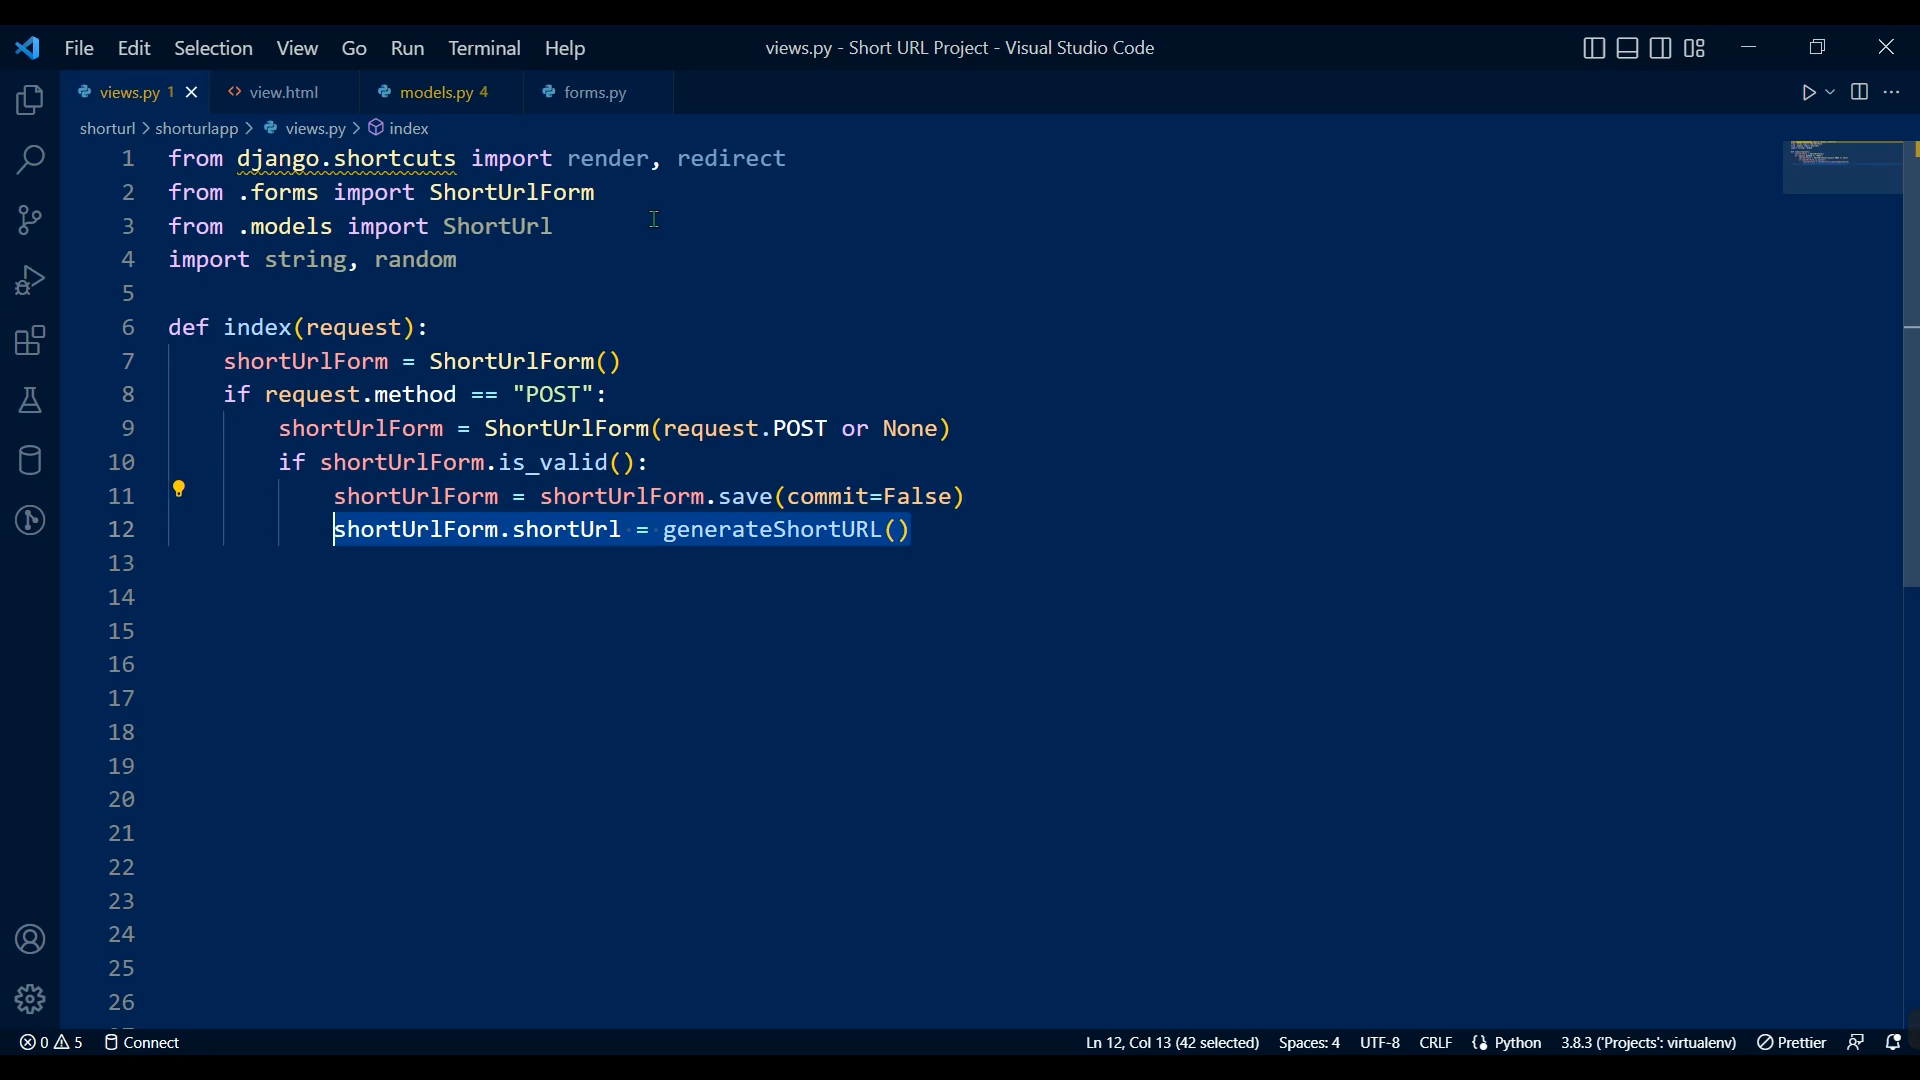 File Edit Selection View Go Run Terminal Help views.py - Short URL Project - Visual Studio Code
views.py 1 view.html models.py 4 forms.py
shorturl > shorturlapp > views.py > index
1 from django.shortcuts import render, redirect
2 from .forms import ShortUrlForm
3 from .models import ShortUrl
4 import string, random
5
6 def index(request):
7 shortUrlForm = ShortUrlForm()
8 if request.method == "POST":
9 shortUrlForm = ShortUrlForm(request.POST or None)
10 if shortUrlForm.is_valid():
11 shortUrlForm = shortUrlForm.save(commit=False)
12 shortUrlForm.shortUrl = generateShortURL()
13
14
15
16
17
18
19
20
21
22
23
24
25
26
0 5 Connect Ln 12, Col 13 (42 selected) Spaces: 4 UTF-8 CRLF Python 3.8.3 ('Projects': virtualenv) Prettier